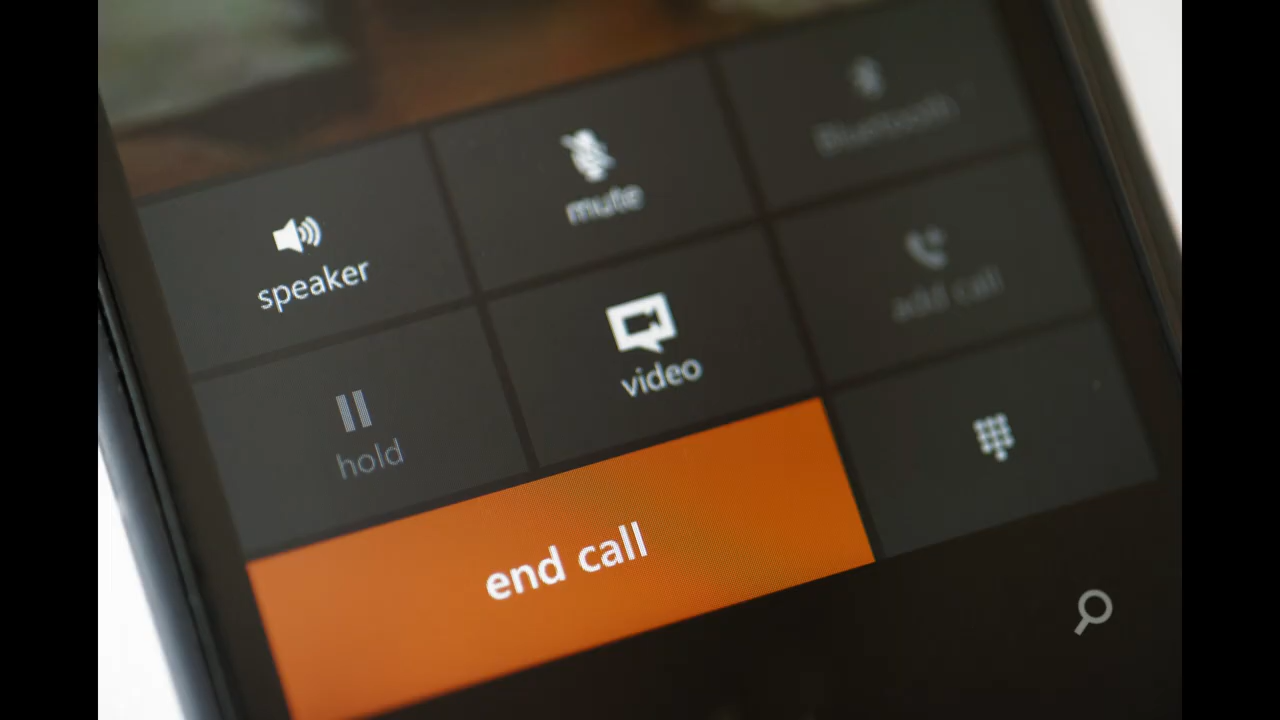 speaker
mute
Bluetooth
hold
video
add call
end call